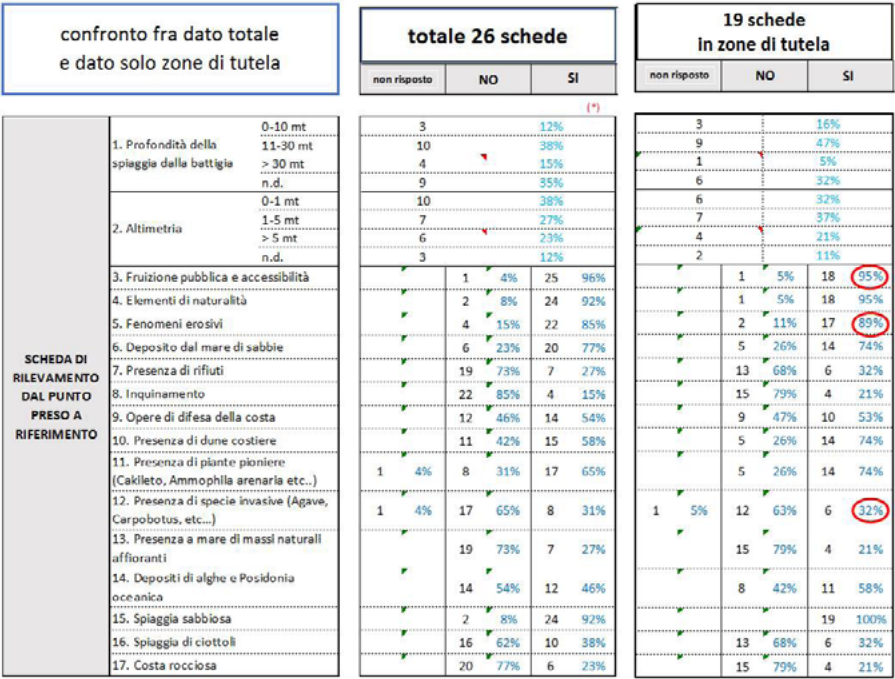 confronto fra dato totale
e dato solo zone di tutela
totale 26 schede
19 schede
in zone di tutela
non risposto NO SI
non risposto NO SI
(*)
SCHEDA DI
RILEVAMENTO
DAL PUNTO
PRESO A
RIFERIMENTO
1. Profondità della
spiaggia dalla battigia
0-10 mt 3 12% 3 16%
11-30 mt 10 38% 9 47%
> 30 mt 4 15% 1 5%
n.d. 9 35% 6 32%
2. Altimetria
0-1 mt 10 38% 6 32%
1-5 mt 7 27% 7 37%
> 5 mt 6 23% 4 21%
n.d. 3 12% 2 11%
3. Fruizione pubblica e accessibilità 1 4% 25 96% 1 5% 18 95%
4. Elementi di naturalità 2 8% 24 92% 1 5% 18 95%
5. Fenomeni erosivi 4 15% 22 85% 2 11% 17 89%
6. Deposito dal mare di sabbie 6 23% 20 77% 5 26% 14 74%
7. Presenza di rifiuti 19 73% 7 27% 13 68% 6 32%
8. Inquinamento 22 85% 4 15% 15 79% 4 21%
9. Opere di difesa della costa 12 46% 14 54% 9 47% 10 53%
10. Presenza di dune costiere 11 42% 15 58% 5 26% 14 74%
11. Presenza di piante pioniere
(Cakileto, Ammophila arenaria etc..) 1 4% 8 31% 17 65% 5 26% 14 74%
12. Presenza di specie invasive (Agave,
Carpobotus, etc...) 1 4% 17 65% 8 31% 1 5% 12 63% 6 32%
13. Presenza a mare di massi naturali
affioranti 19 73% 7 27% 15 79% 4 21%
14. Depositi di alghe e Posidonia
oceanica 14 54% 12 46% 8 42% 11 58%
15. Spiaggia sabbiosa 2 8% 24 92% 19 100%
16. Spiaggia di ciottoli 16 62% 10 38% 13 68% 6 32%
17. Costa rocciosa 20 77% 6 23% 15 79% 4 21%